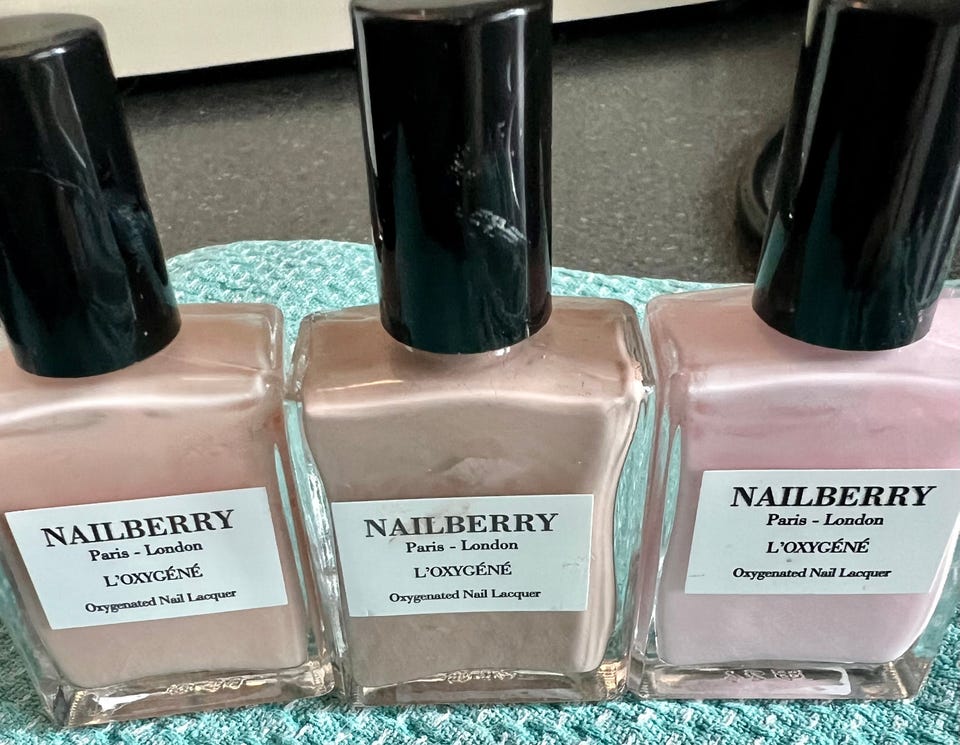 NAILBERRY
Paris - London
L'OXYGÉNÉ
Oxygenated Nail Lacquer
NAILBERRY
Paris - London
L'OXYGÉNÉ
Oxygenated Nail Lacquer
NAILBERRY
Paris - London
L'OXYGÉNÉ
Oxygenated Nail Lacquer